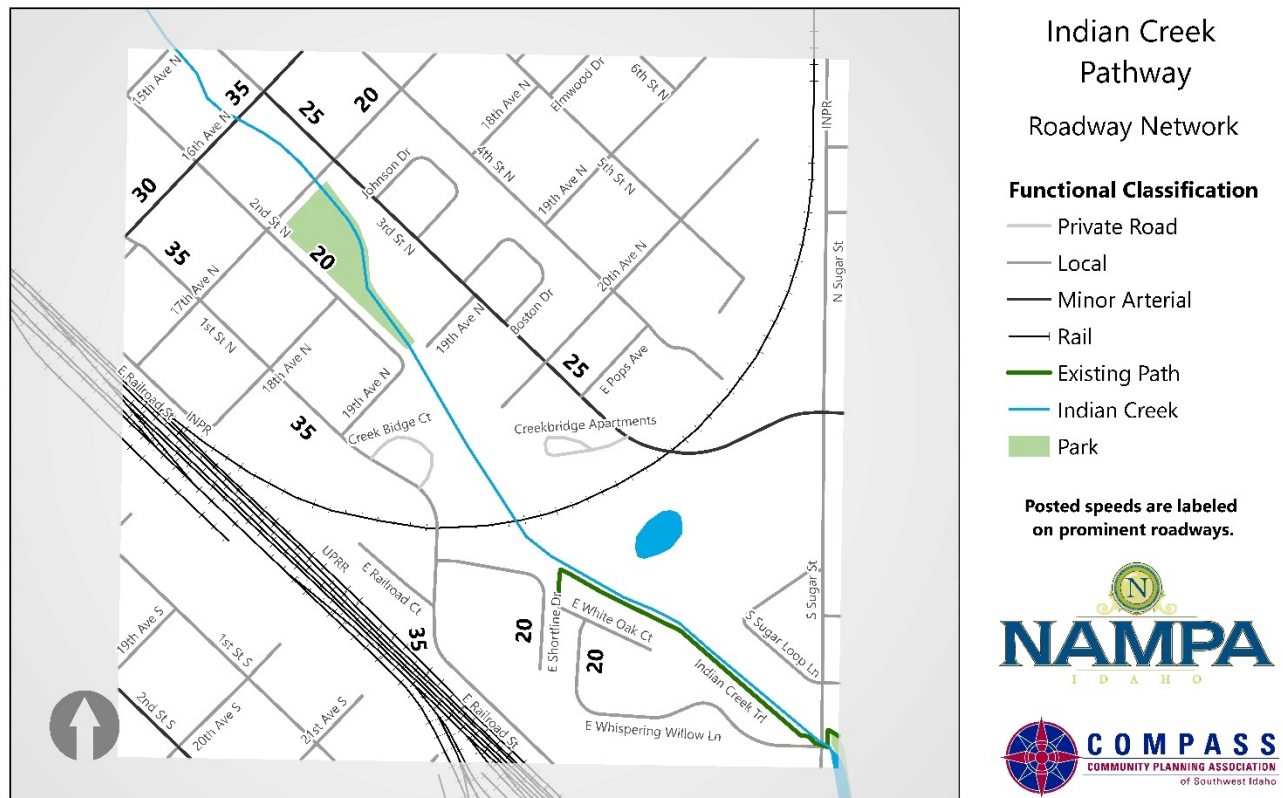 Indian Creek
Pathway
Roadway Network
Functional Classification
Private Road
Local
Minor Arterial
Rail
Existing Path
Indian Creek
Park
Posted speeds are labeled
on prominent roadways.
N
NAMPA
IDAHO
COMPASS
COMMUNITY PLANNING ASSOCIATION
of Southwest Idaho
15th Ave N
35
25
20
18th Ave N
Elmwood Dr
6th St N
INPR
16th Ave N
30
Johnson Dr
4th St N
5th St N
19th Ave N
2nd St N
3rd St N
20
35
17th Ave N
20th Ave N
N Sugar St
1st St N
19th Ave N
Boston Dr
18th Ave N
25
E Pops Ave
E Railroad St
INPR
19th Ave N
35
Creek Bidge Ct
Creekbridge Apartments
UPRR
E Railroad Ct
35
20
E Shortline Dr
E White Oak Ct
20
S Sugar St
S Sugar Loop Ln
Indian Creek Trl
E Whispering Willow Ln
E Railroad St
19th Ave S
1st St S
2nd St S
20th Ave S
21st Ave S